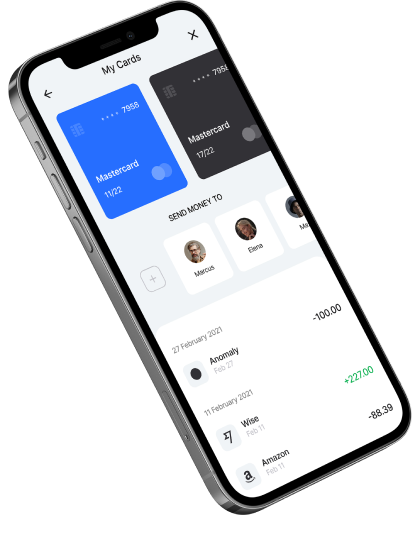 My Cards
•••• 7958
Mastercard
11/22
•••• 7958
Mastercard
17/22
SEND MONEY TO
Marcus
Elena
27 February 2021
Anomaly
Feb 27
-100.00
11 February 2021
Wise
Feb 11
+227.00
Amazon
Feb 11
-88.39